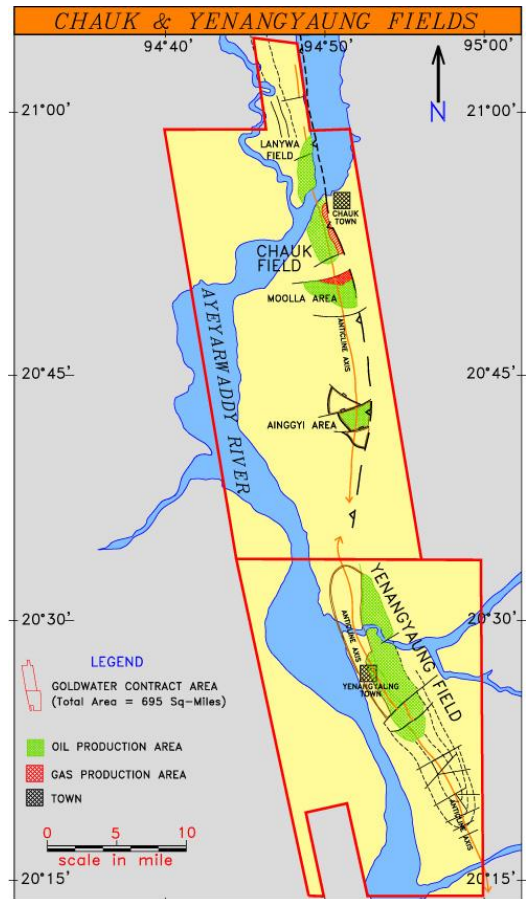 CHAUK & YENANGYAUNG FIELDS
94°40' 94°50' 95°00'
N
21°00' 21°00'
LANYWA
FIELD
CHAUK
TOWN
CHAUK
FIELD
MOOLLA AREA
ANTICLINE AXIS
AYEYARWADDY RIVER
20°45' 20°45'
AINGGYI AREA
20°30' 20°30'
YENANGYAUNG FIELD
ANTICLINE AXIS
YENANGYAUNG
TOWN
ANTICLINE AXIS
LEGEND
GOLDWATER CONTRACT AREA
(Total Area = 695 Sq-Miles)
OIL PRODUCTION AREA
GAS PRODUCTION AREA
TOWN
0 5 10
scale in mile
20°15' 20°15'